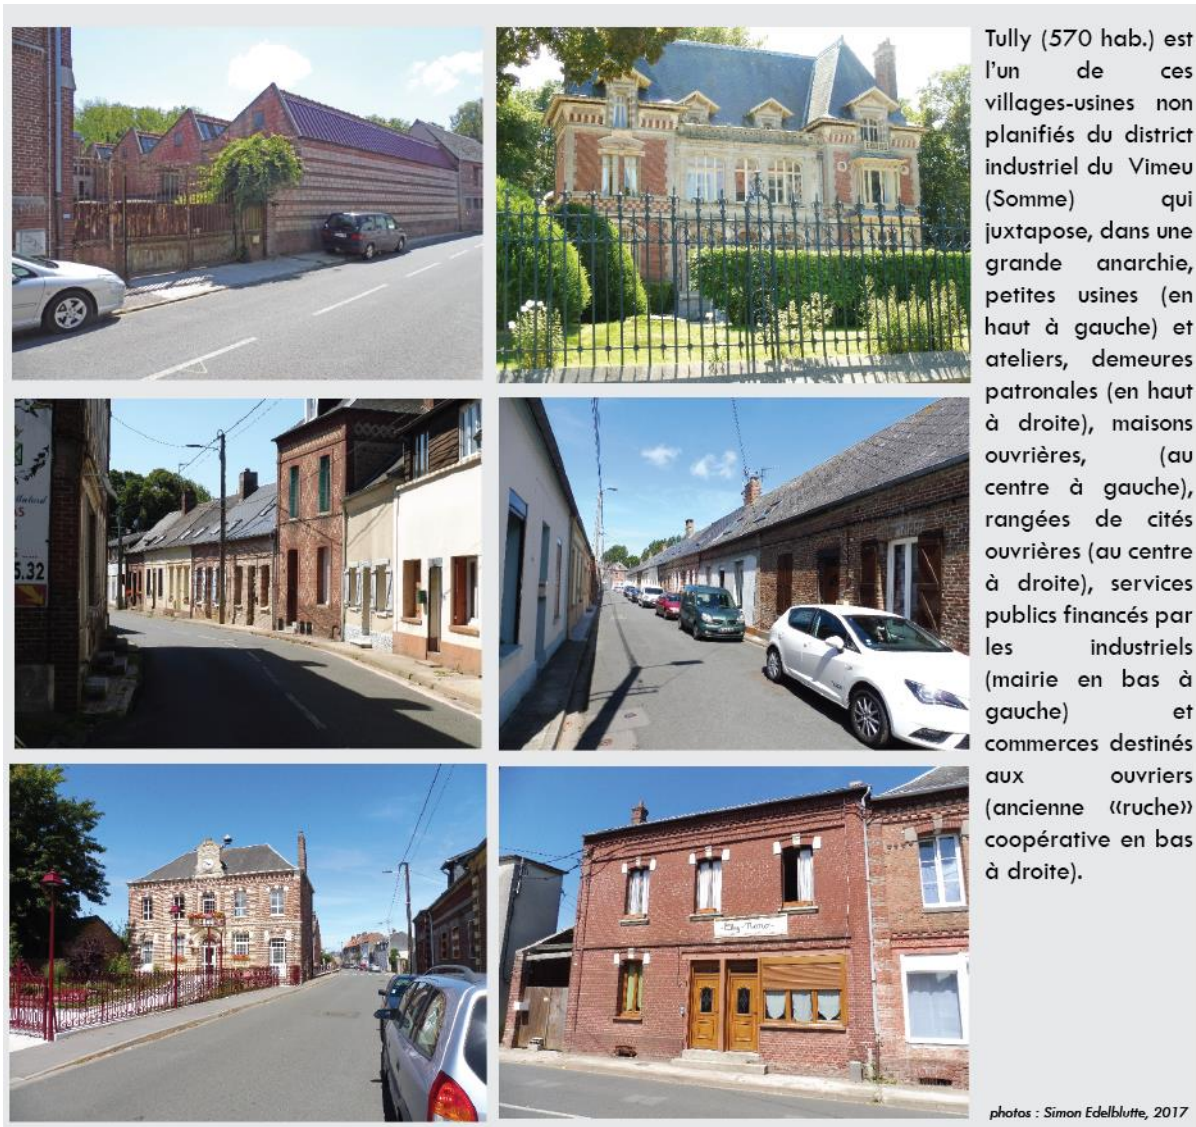 Tully (570 hab.) est
l'un de ces
villages-usines non
planifiés du district
industriel du Vimeu
(Somme) qui
juxtapose, dans une
grande anarchie,
petites usines (en
haut à gauche) et
ateliers, demeures
patronales (en haut
à droite), maisons
ouvrières, (au
centre à gauche),
rangées de cités
ouvrières (au centre
à droite), services
publics financés par
les industriels
(mairie en bas à
gauche) et
commerces destinés
aux ouvriers
(ancienne «ruche»
coopérative en bas
à droite).
5.32
photos : Simon Edelblutte, 2017